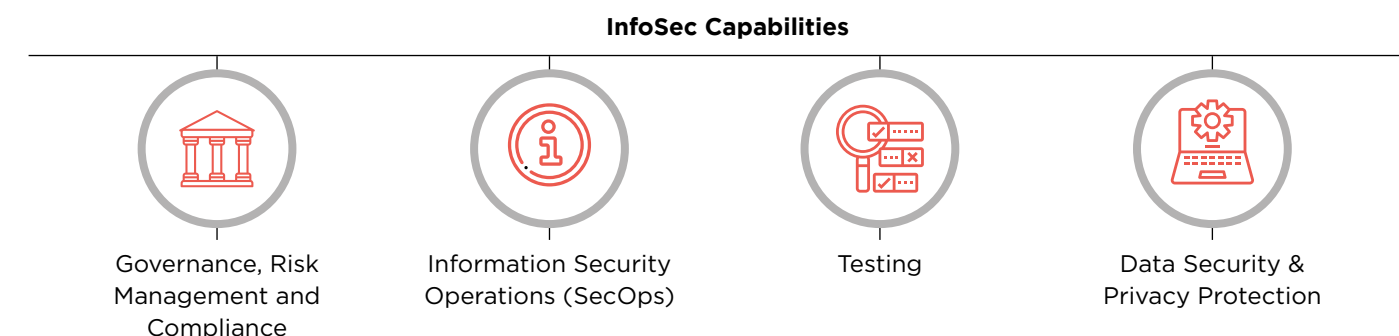 InfoSec Capabilities
Governance, Risk
Management and
Compliance
Information Security
Operations (SecOps)
Testing
Data Security &
Privacy Protection